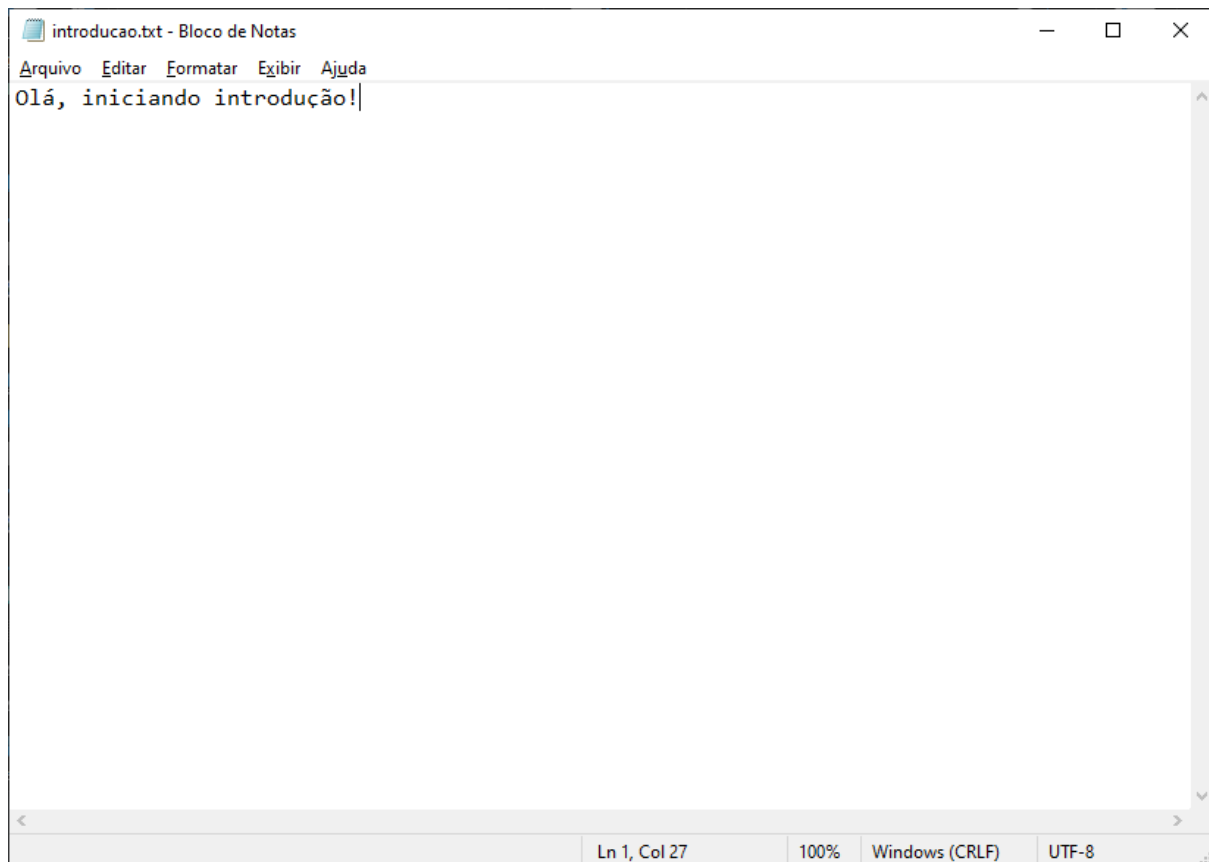 introducao.txt - Bloco de Notas
Arquivo Editar Formatar Exibir Ajuda
Olá, iniciando introdução!
Ln 1, Col 27 100% Windows (CRLF) UTF-8